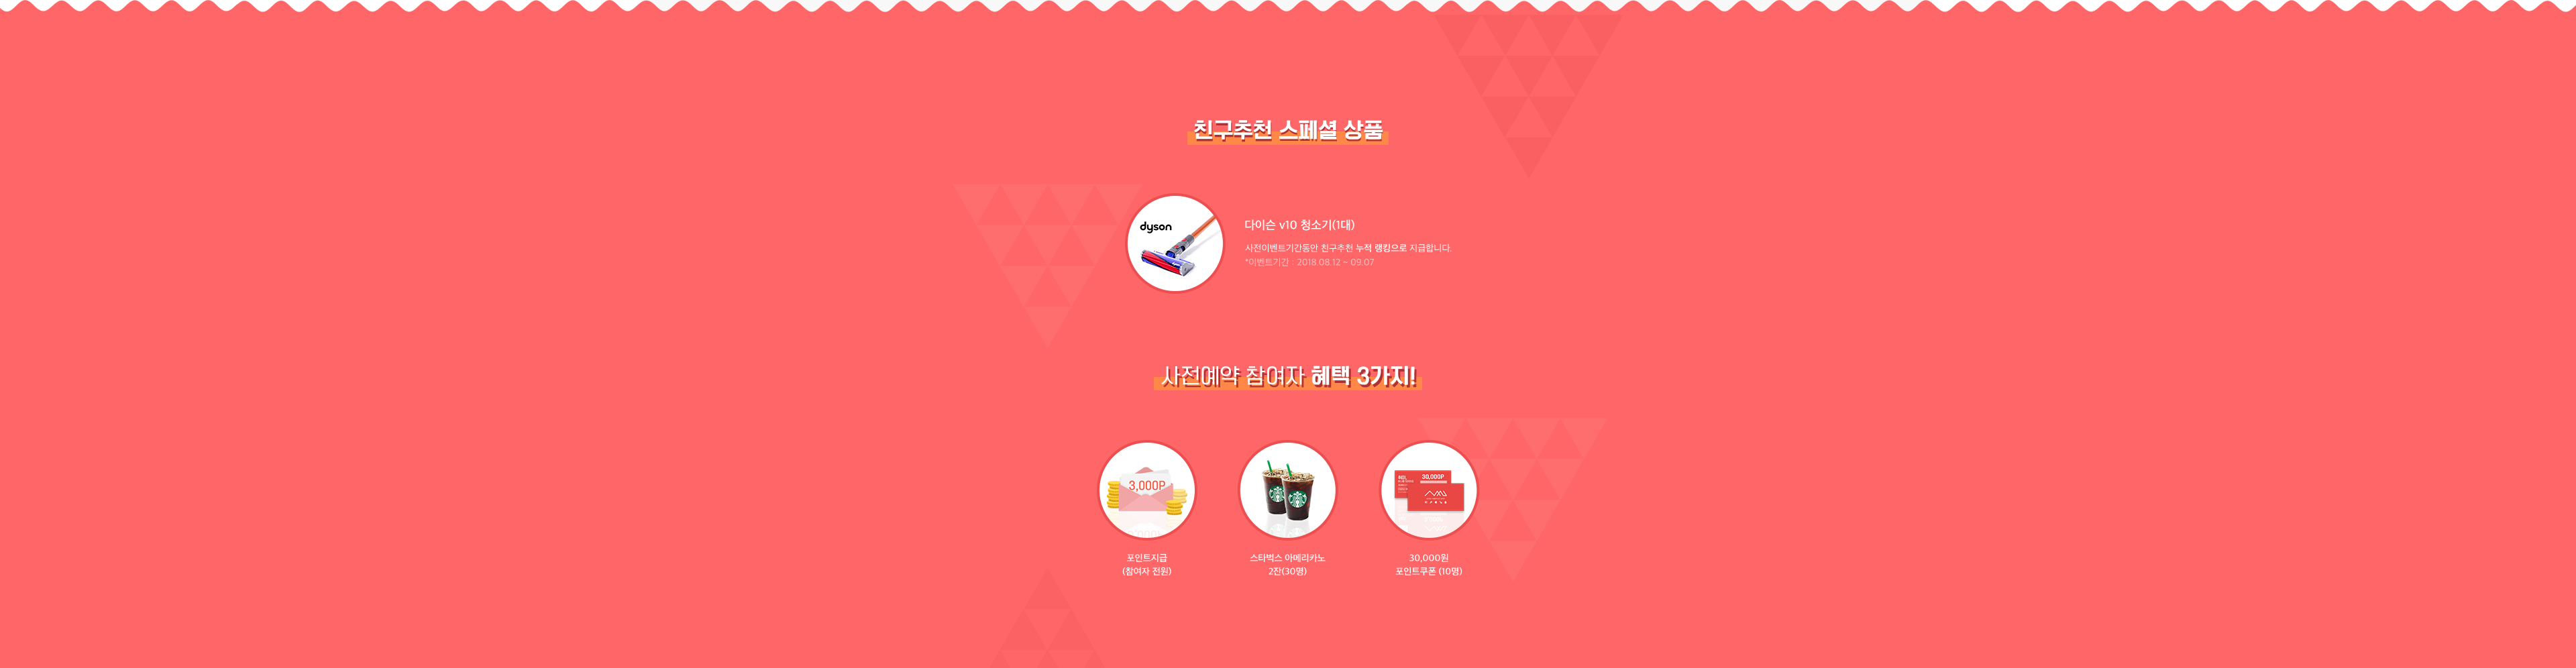 친구추천 스페셜 상품
dyson
다이슨 v10 청소기(1대)
사전이벤트기간동안 친구추천 누적 랭킹으로 지급합니다.
*이벤트기간 : 2018.08.12 ~ 09.07
사전예약 참여자 혜택 3가지!
3,000P
30,000P
포인트지급
(참여자 전원)
스타벅스 아메리카노
2잔(30명)
30,000원
포인트쿠폰 (10명)